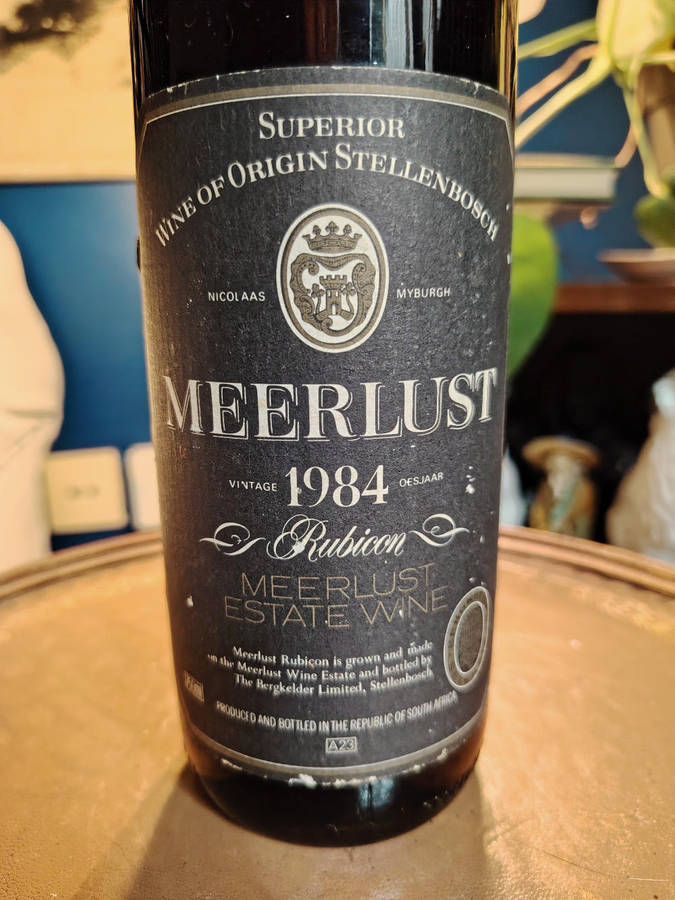 SUPERIOR
WINE OF ORIGIN STELLENBOSCH
NICOLAAS MYBURGH
MEERLUST
VINTAGE 1984 OESJAAR
Rubicon
MEERLUST
ESTATE WINE
Meerlust Rubicon is grown and made
on the Meerlust Wine Estate and bottled by
The Bergkelder Limited, Stellenbosch
PRODUCED AND BOTTLED IN THE REPUBLIC OF SOUTH AFRICA
A23